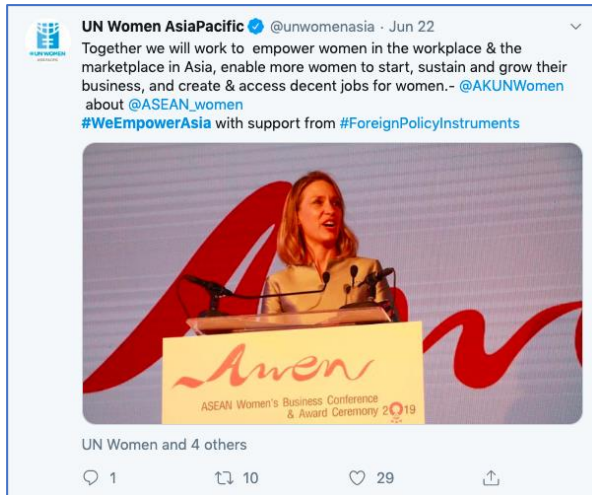 UN Women AsiaPacific @unwomenasia · Jun 22
Together we will work to empower women in the workplace & the
marketplace in Asia, enable more women to start, sustain and grow their
business, and create & access decent jobs for women.- @AKUNWomen
about @ASEAN_women
#WeEmpowerAsia with support from #ForeignPolicyInstruments
Awen
ASEAN Women's Business Conference
& Award Ceremony 2019
UN Women and 4 others
1 10 29